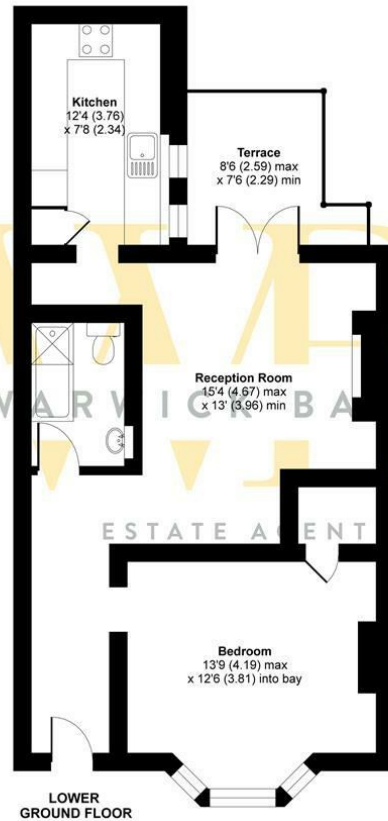 Kitchen
12'4 (3.76)
x 7'8 (2.34)
Terrace
8'6 (2.59) max
x 7'6 (2.29) min
Reception Room
15'4 (4.67) max
x 13' (3.96) min
WARWICK BA
ESTATE AGENT
Bedroom
13'9 (4.19) max
x 12'6 (3.81) into bay
LOWER
GROUND FLOOR